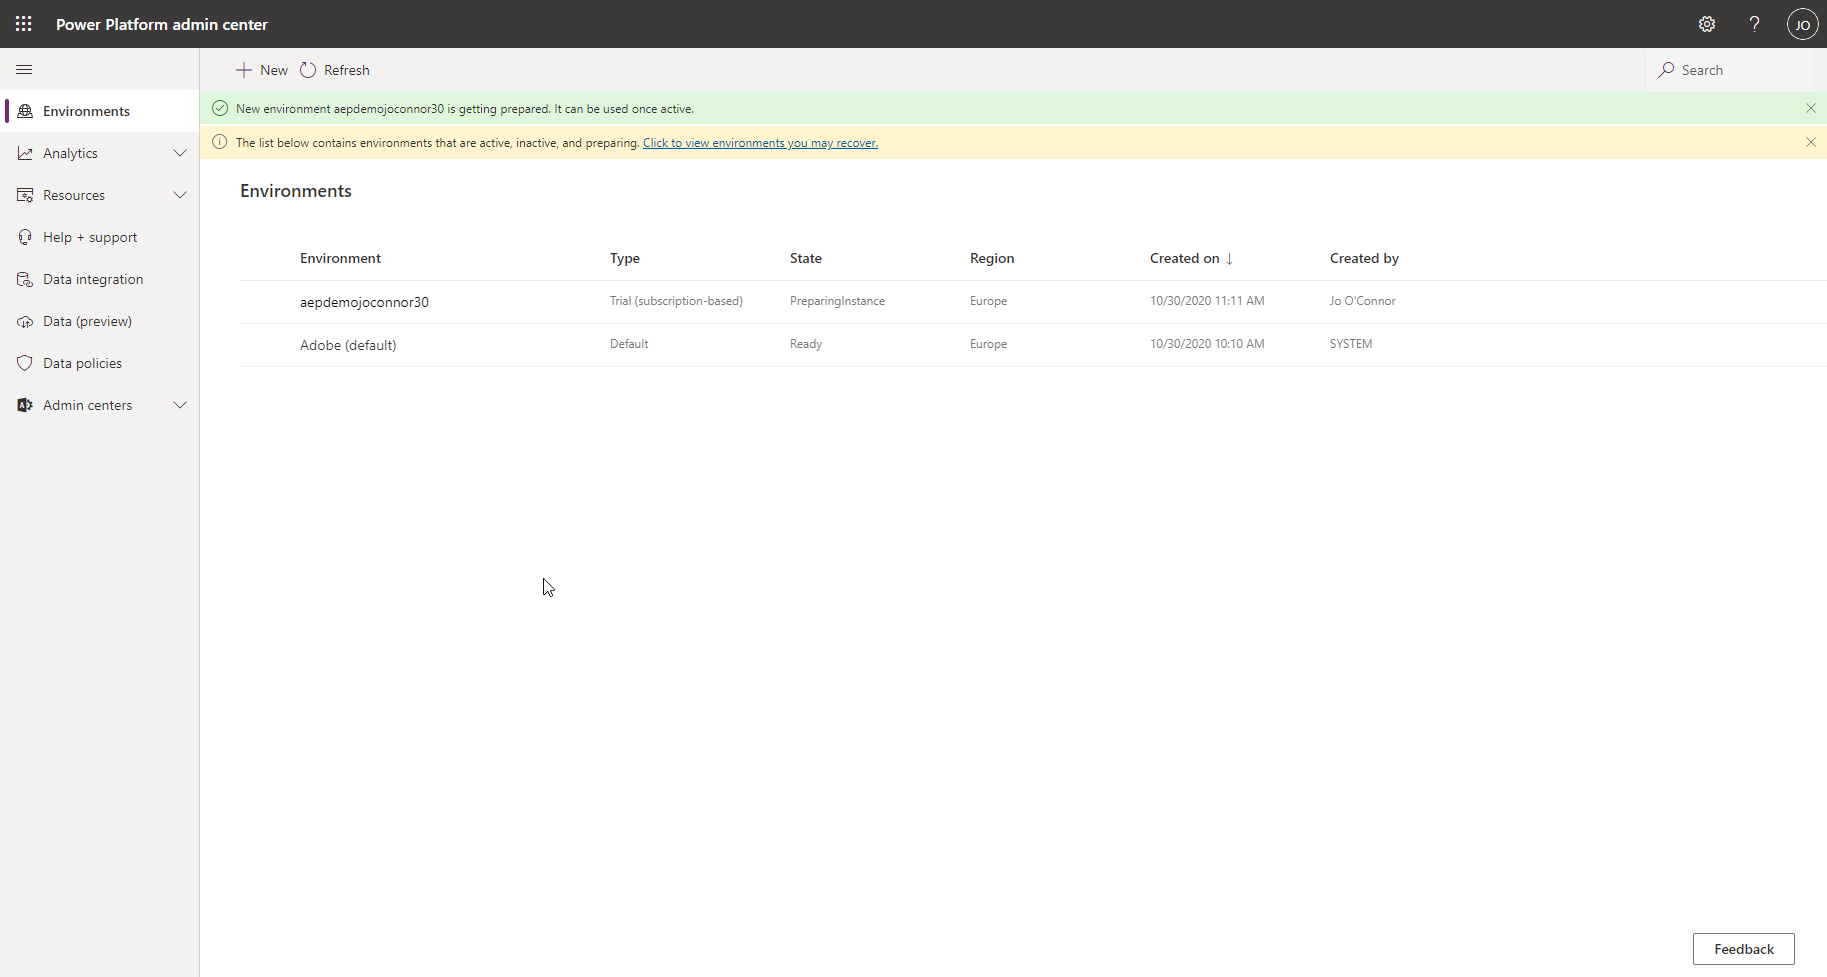 Power Platform admin center
?
JO
New
Refresh
Search
Environments
Analytics
Resources
Help + support
Data integration
Data (preview)
Data policies
Admin centers
New environment aepdemojoconnor30 is getting prepared. It can be used once active.
The list below contains environments that are active, inactive, and preparing. Click to view environments you may recover.
Environments
Environment Type State Region Created on ↓ Created by
aepdemojoconnor30 Trial (subscription-based) PreparingInstance Europe 10/30/2020 11:11 AM Jo O'Connor
Adobe (default) Default Ready Europe 10/30/2020 10:10 AM SYSTEM
Feedback